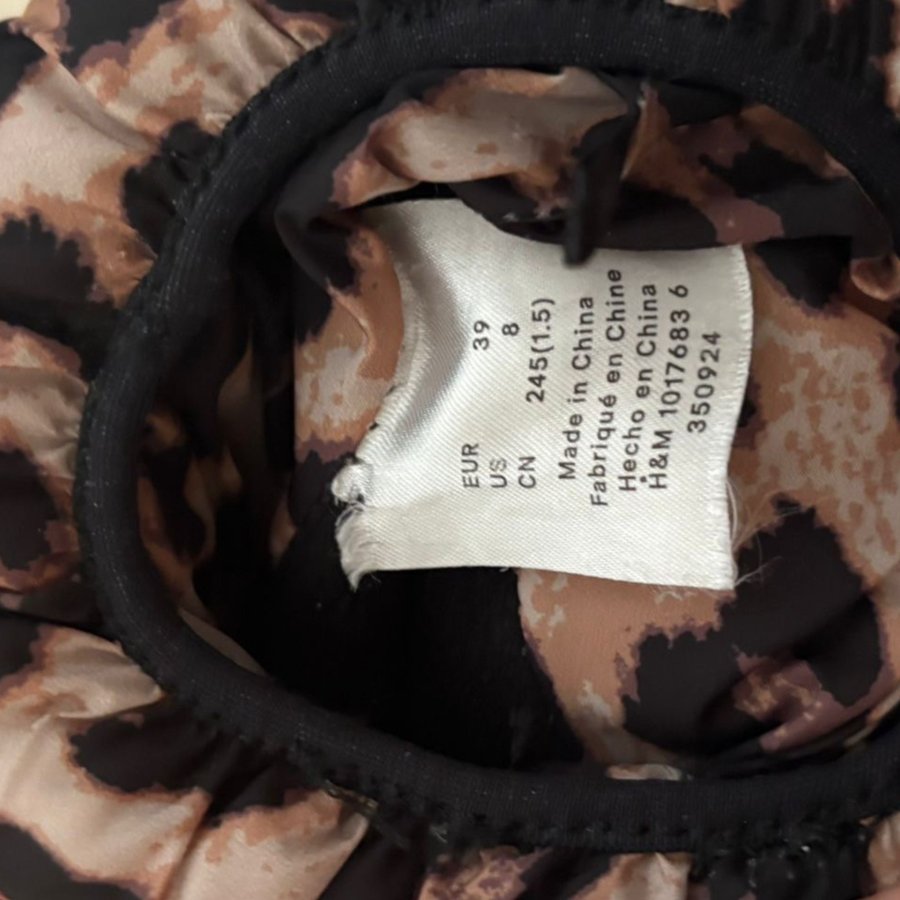 EUR 39
US 8
CN 245(1.5)
Made in China
Fabriqué en Chine
Hecho en China
H&M 1017683 6
350924